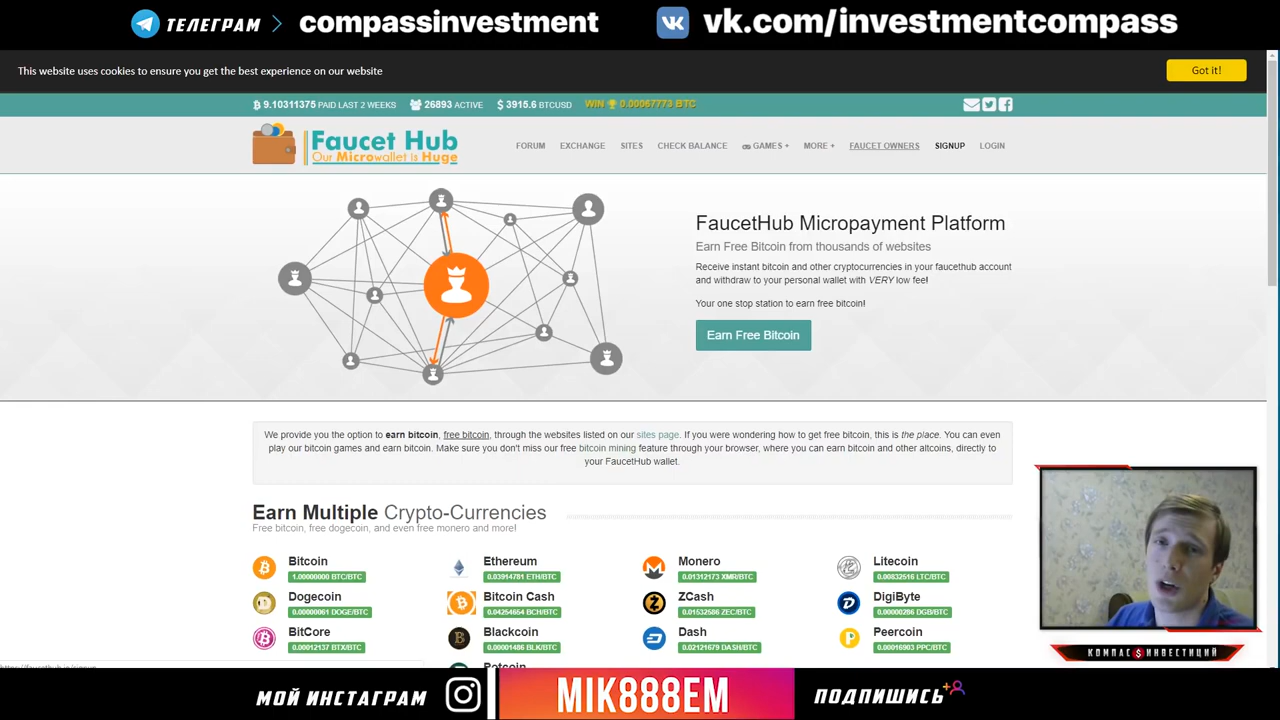 ТЕЛЕГРАМ > compassinvestment vk.com/investmentcompass
This website uses cookies to ensure you get the best experience on our website
Got it!
9.10311375 PAID LAST 2 WEEKS 26893 ACTIVE $ 3915.6 BTCUSD WIN 0.00067773 BTC
Faucet Hub
Our Microwallet is Huge
FORUM EXCHANGE SITES CHECK BALANCE GAMES + MORE + FAUCET OWNERS SIGNUP LOGIN
FaucetHub Micropayment Platform
Earn Free Bitcoin from thousands of websites
Receive instant bitcoin and other cryptocurrencies in your faucethub account
and withdraw to your personal wallet with VERY low fee!
Your one stop station to earn free bitcoin!
Earn Free Bitcoin
We provide you the option to earn bitcoin, free bitcoin, through the websites listed on our sites page. If you were wondering how to get free bitcoin, this is the place. You can even
play our bitcoin games and earn bitcoin. Make sure you don't miss our free bitcoin mining feature through your browser, where you can earn bitcoin and other altcoins, directly to
your FaucetHub wallet.
Earn Multiple Crypto-Currencies
Free bitcoin, free dogecoin, and even free monero and more!
Bitcoin Ethereum Monero Litecoin
1.00000000 BTC/BTC 0.03914781 ETH/BTC 0.01312173 XMR/BTC 0.00832516 LTC/BTC
Dogecoin Bitcoin Cash ZCash DigiByte
0.00000061 DOGE/BTC 0.04254654 BCH/BTC 0.01532586 ZEC/BTC 0.00000286 DGB/BTC
BitCore Blackcoin Dash Peercoin
0.00012137 BTX/BTC 0.00001486 BLK/BTC 0.02121679 DASH/BTC 0.00016903 PPC/BTC
Potcoin
КОМПАС $ ИНВЕСТИЦИЙ
МОЙ ИНСТАГРАМ MIK888EM ПОДПИШИСЬ